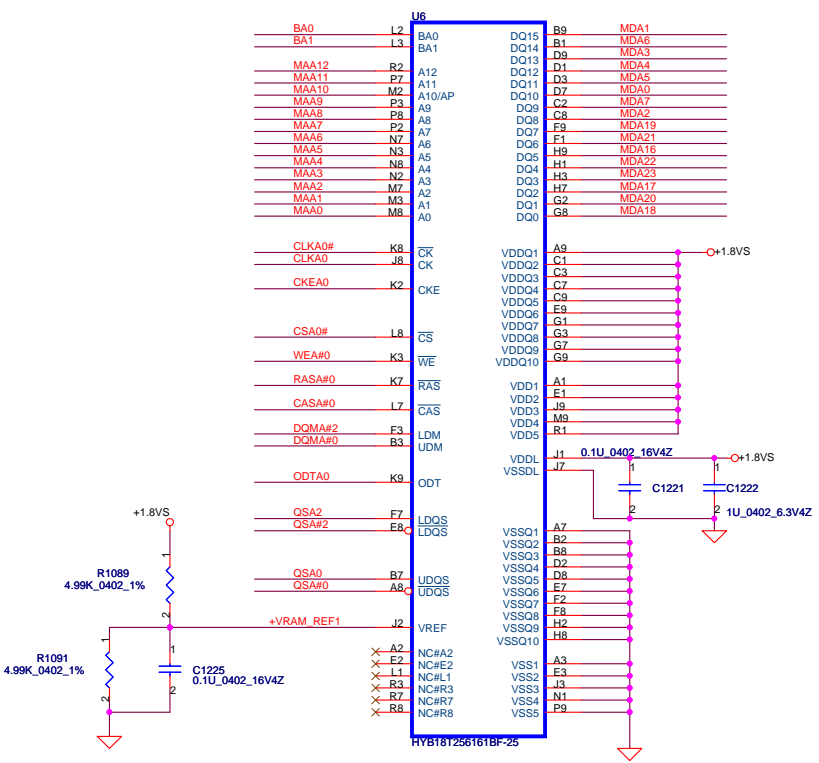 U6
BA0 L2 BA0 DQ15 B9 MDA1
BA1 L3 BA1 DQ14 B1 MDA6
DQ13 D9 MDA3
MAA12 R2 A12 DQ12 D1 MDA4
MAA11 P7 A11 DQ11 D3 MDA5
MAA10 M2 A10/AP DQ10 D7 MDA0
MAA9 P3 A9 DQ9 C2 MDA7
MAA8 P8 A8 DQ8 C8 MDA2
MAA7 P2 A7 DQ7 F9 MDA19
MAA6 N7 A6 DQ6 F1 MDA21
MAA5 N3 A5 DQ5 H9 MDA16
MAA4 N8 A4 DQ4 H1 MDA22
MAA3 N2 A3 DQ3 H3 MDA23
MAA2 M7 A2 DQ2 H7 MDA17
MAA1 M3 A1 DQ1 G2 MDA20
MAA0 M8 A0 DQ0 G8 MDA18
CLKA0# K8 CK VDDQ1 A9 +1.8VS
CLKA0 J8 CK VDDQ2 C1
VDDQ3 C3
CKEA0 K2 CKE VDDQ4 C7
VDDQ5 C9
VDDQ6 E9
VDDQ7 G1
CSA0# L8 CS VDDQ8 G3
VDDQ9 G7
WEA#0 K3 WE VDDQ10 G9
RASA#0 K7 RAS VDD1 A1
VDD2 E1
CASA#0 L7 CAS VDD3 J9
VDD4 M9
DQMA#2 F3 LDM VDD5 R1
DQMA#0 B3 UDM
VDDL J1 0.1U_0402_16V4Z +1.8VS
VSSDL J7 1 1
ODTA0 K9 ODT
C1221 C1222
2 2 1U_0402_6.3V4Z
+1.8VS
QSA2 F7 LDQS VSSQ1 A7
QSA#2 E8 LDQS VSSQ2 B2
VSSQ3 B8
1 VSSQ4 D2
R1089 QSA0 B7 UDQS VSSQ5 D8
4.99K_0402_1% QSA#0 A8 UDQS VSSQ6 E7
VSSQ7 F2
2 VSSQ8 F8
+VRAM_REF1 J2 VREF VSSQ9 H2
VSSQ10 H8
1 1
A2 NC#A2
R1091 E2 NC#E2 VSS1 A3
4.99K_0402_1% C1225 L1 NC#L1 VSS2 E3
0.1U_0402_16V4Z R3 NC#R3 VSS3 J3
2 2 R7 NC#R7 VSS4 N1
R8 NC#R8 VSS5 P9
HYB18T256161BF-25